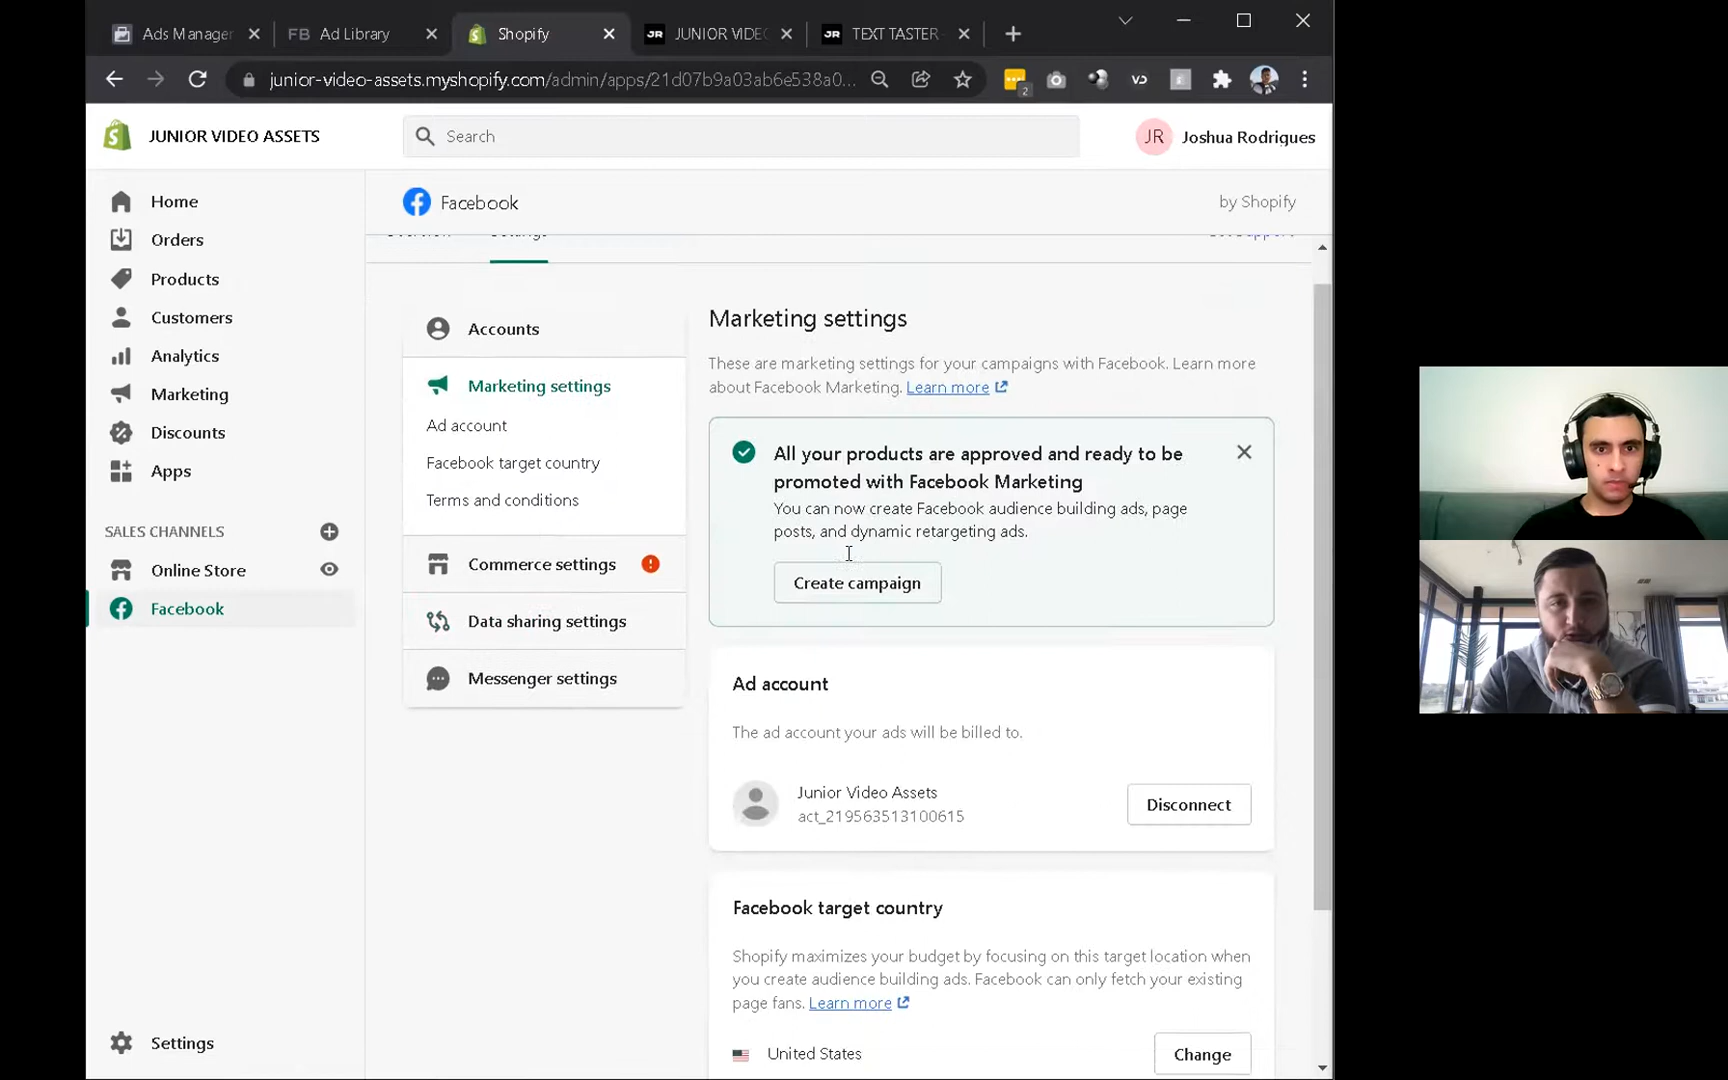 Ads Manager
FB Ad Library
Shopify
JR JUNIOR VIDEO
JR TEXT TASTER
junior-video-assets.myshopify.com/admin/apps/21d07b9a03ab6e538a0...
2
JUNIOR VIDEO ASSETS
Search
JR Joshua Rodrigues
Home
Orders
Products
Customers
Analytics
Marketing
Discounts
Apps
SALES CHANNELS
Online Store
Facebook
Settings
Facebook
by Shopify
Overview
Settings
Accounts
Marketing settings
Ad account
Facebook target country
Terms and conditions
Commerce settings
Data sharing settings
Messenger settings
Marketing settings
These are marketing settings for your campaigns with Facebook. Learn more
about Facebook Marketing. Learn more
All your products are approved and ready to be
promoted with Facebook Marketing
You can now create Facebook audience building ads, page
posts, and dynamic retargeting ads.
Create campaign
Ad account
The ad account your ads will be billed to.
Junior Video Assets
act_219563513100615
Disconnect
Facebook target country
Shopify maximizes your budget by focusing on this target location when
you create audience building ads. Facebook can only fetch your existing
page fans. Learn more
United States
Change